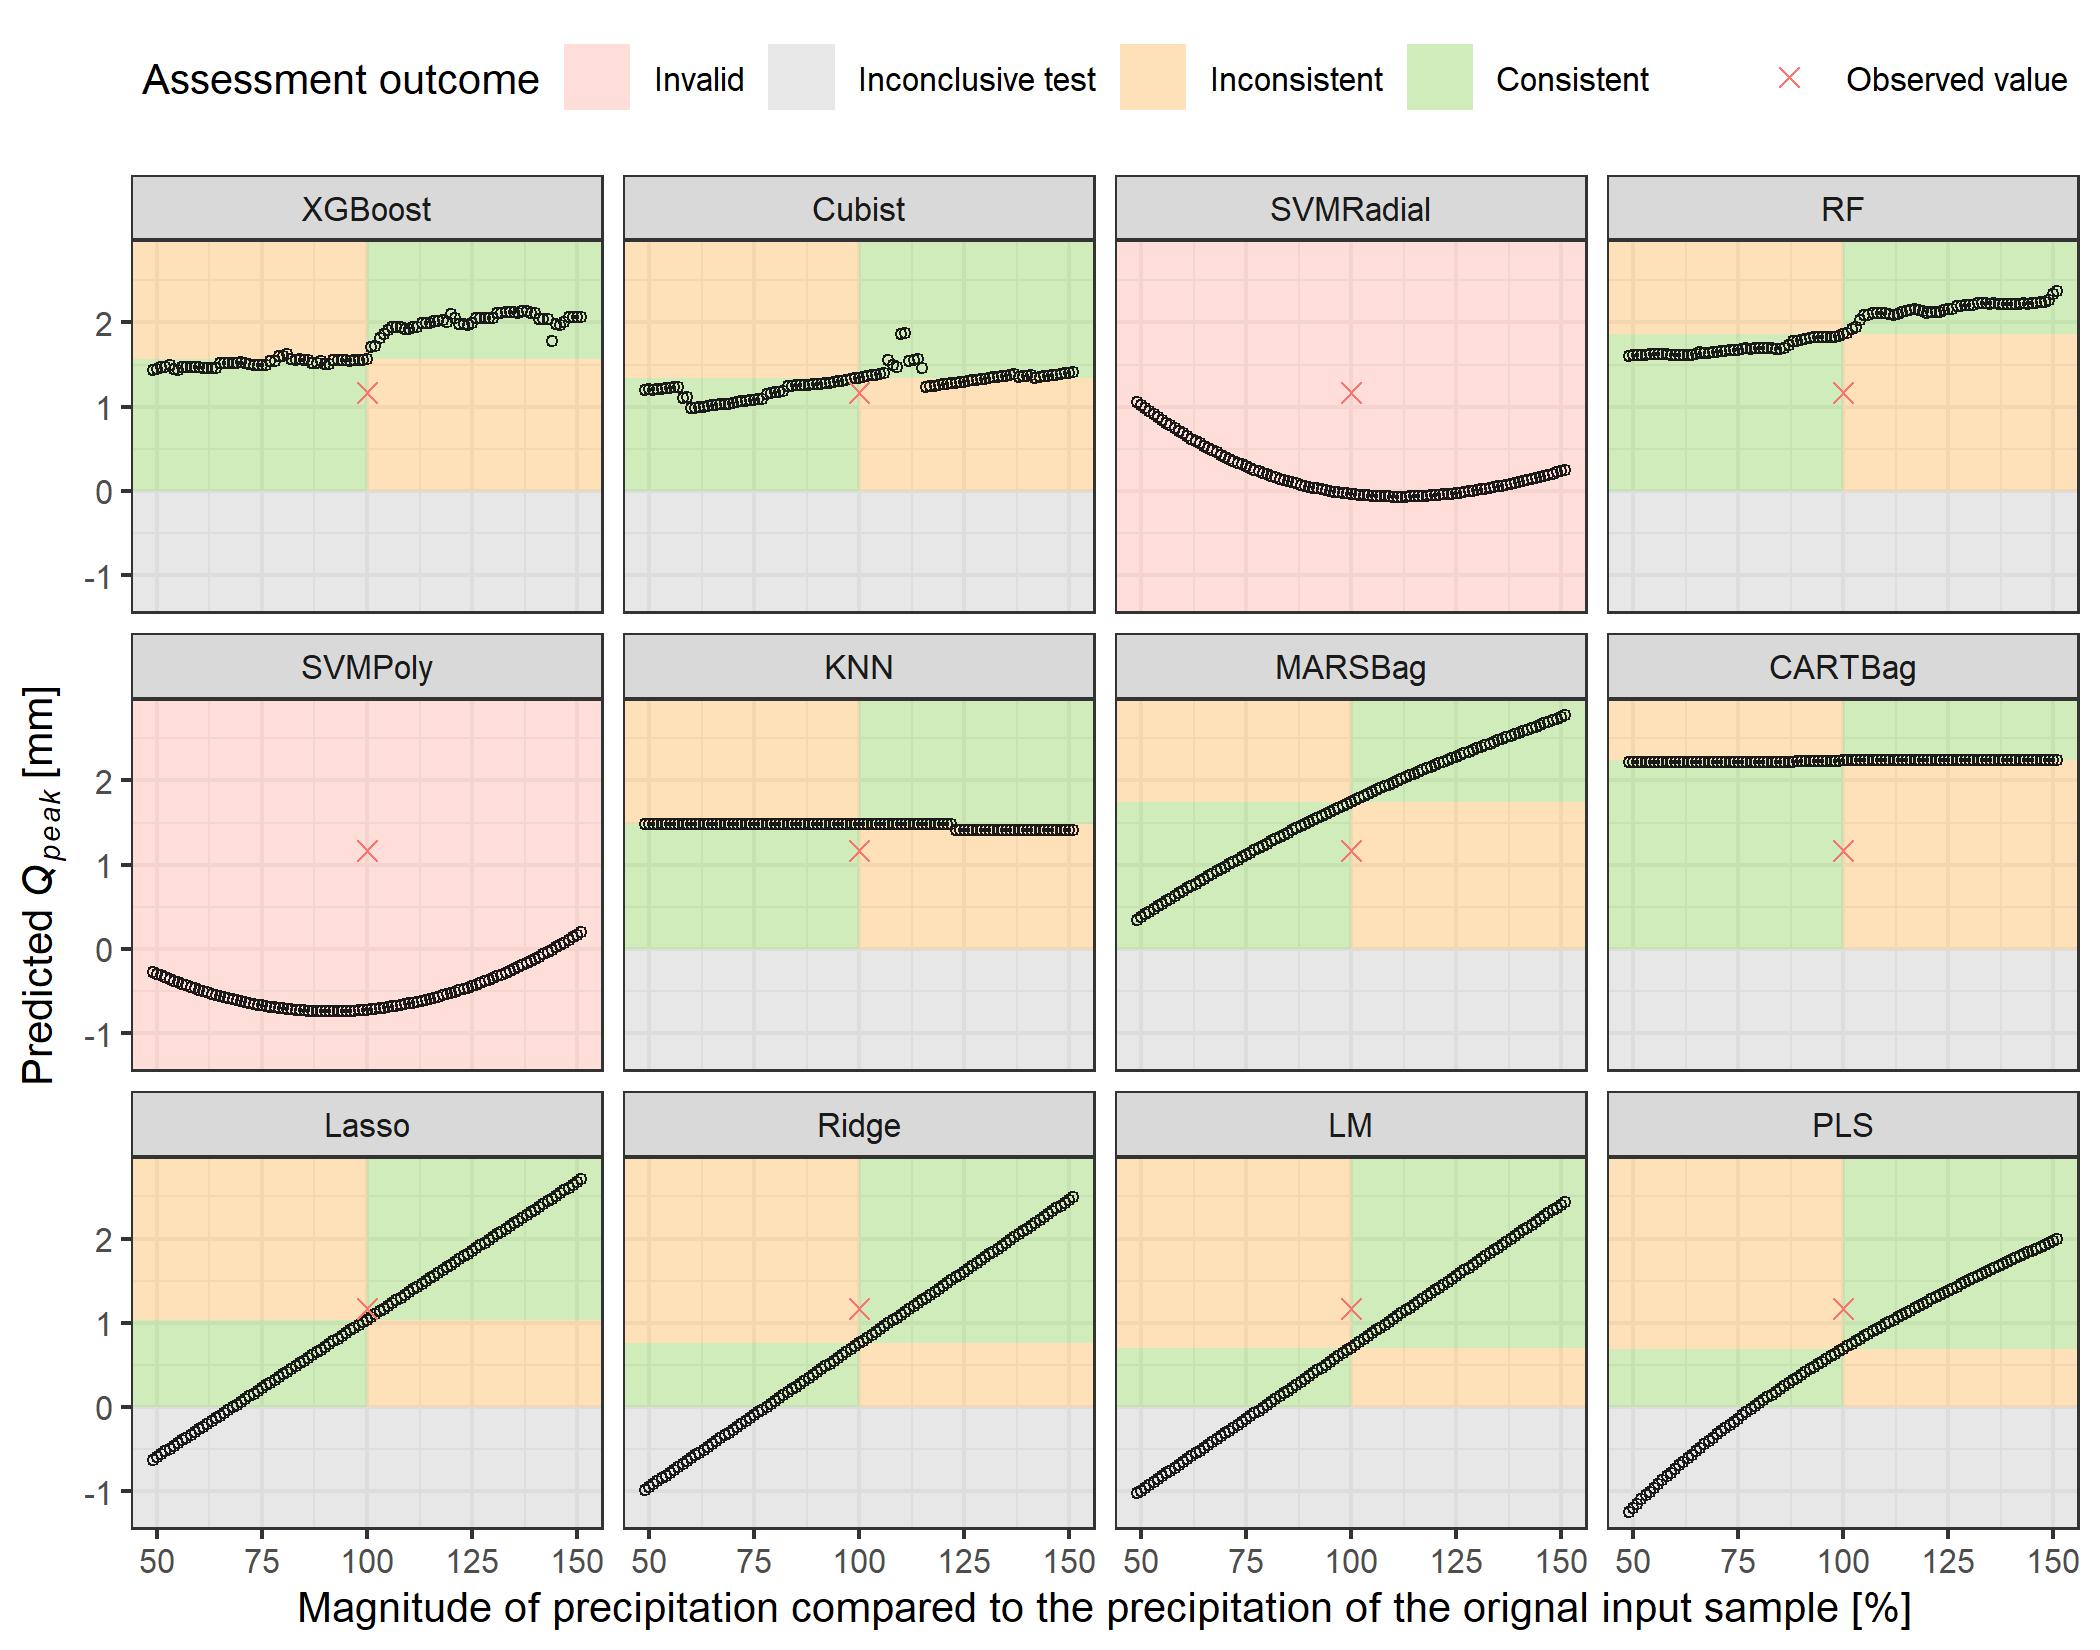 Assessment outcome Invalid Inconclusive test Inconsistent Consistent Observed value
XGBoost Cubist SVMRadial RF
2
1
0
-1
SVMPoly KNN MARSBag CARTBag
2
1
0
-1
Lasso Ridge LM PLS
2
1
0
-1
50 75 100 125 150 50 75 100 125 150 50 75 100 125 150 50 75 100 125 150
Predicted Qpeak [mm]
Magnitude of precipitation compared to the precipitation of the orignal input sample [%]